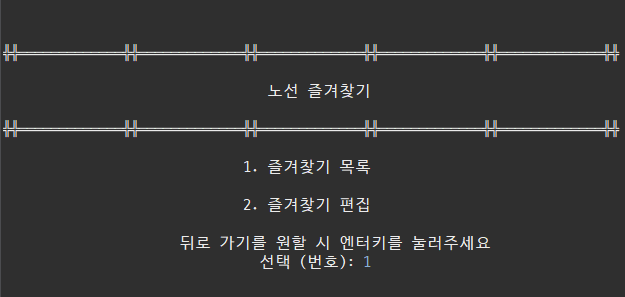 노선 즐겨찾기
1. 즐겨찾기 목록
2. 즐겨찾기 편집
뒤로 가기를 원할 시 엔터키를 눌러주세요
선택 (번호): 1